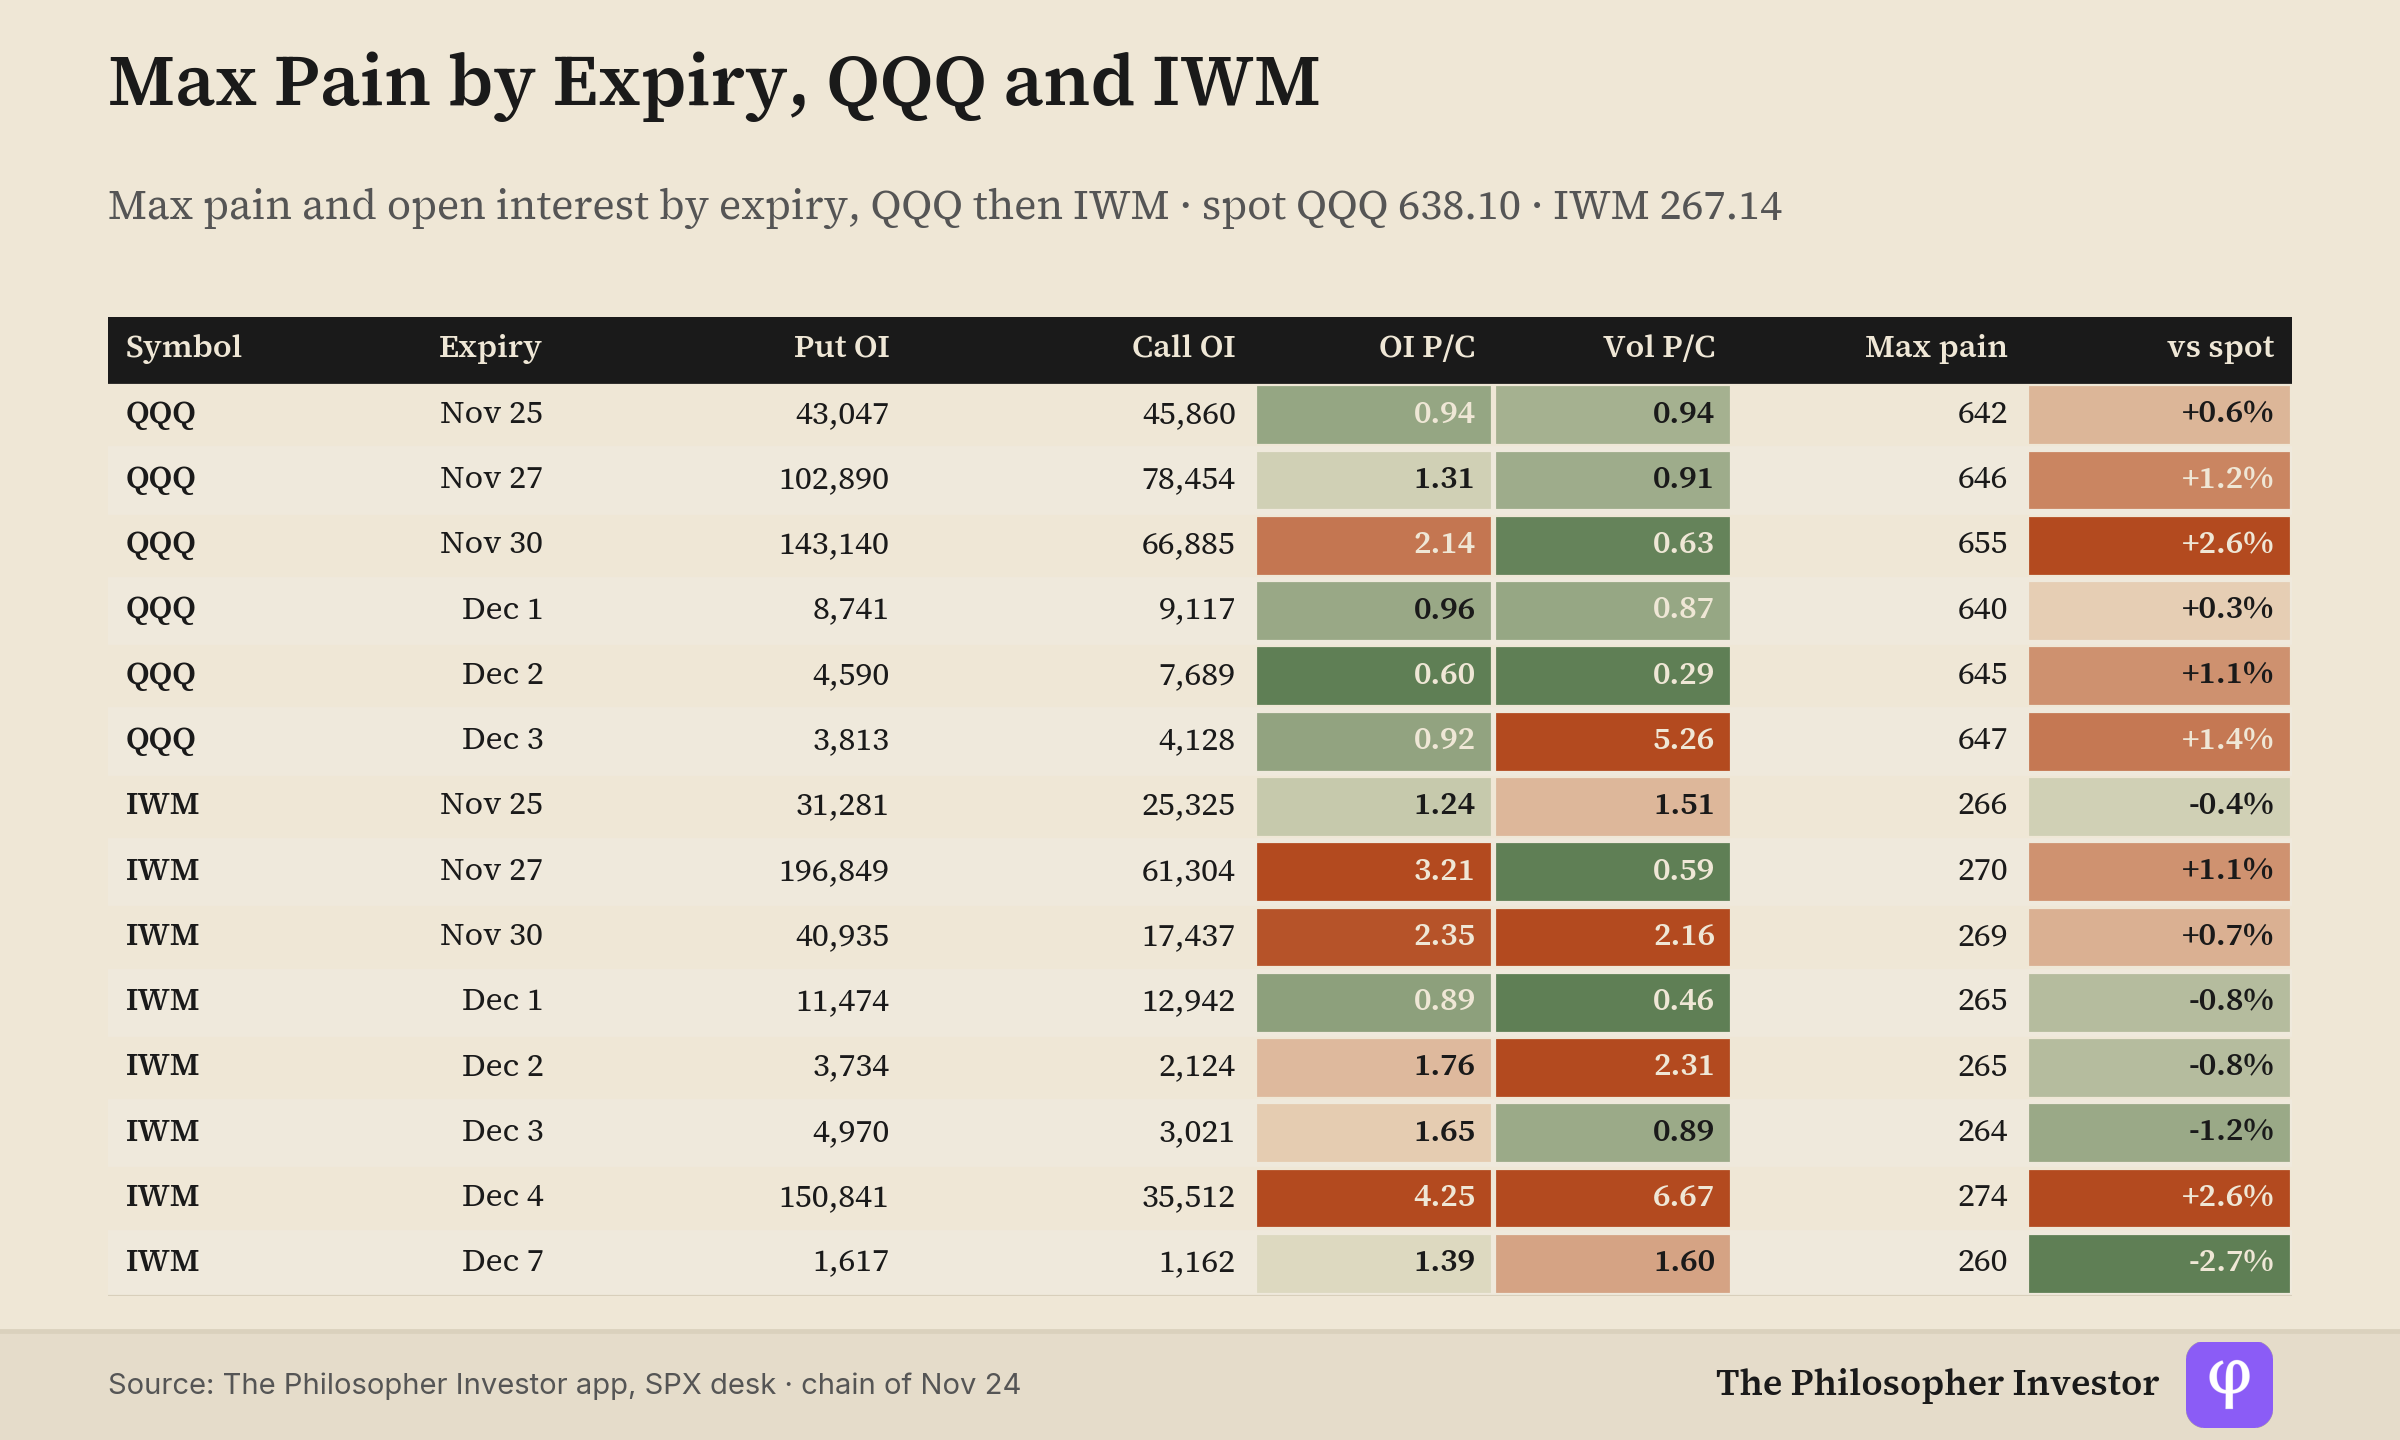 Max Pain by Expiry, QQQ and IWM
Max pain and open interest by expiry, QQQ then IWM · spot QQQ 638.10 · IWM 267.14
Symbol Expiry Put OI Call OI OI P/C Vol P/C Max pain vs spot
QQQ Nov 25 43,047 45,860 0.94 0.94 642 +0.6%
QQQ Nov 27 102,890 78,454 1.31 0.91 646 +1.2%
QQQ Nov 30 143,140 66,885 2.14 0.63 655 +2.6%
QQQ Dec 1 8,741 9,117 0.96 0.87 640 +0.3%
QQQ Dec 2 4,590 7,689 0.60 0.29 645 +1.1%
QQQ Dec 3 3,813 4,128 0.92 5.26 647 +1.4%
IWM Nov 25 31,281 25,325 1.24 1.51 266 -0.4%
IWM Nov 27 196,849 61,304 3.21 0.59 270 +1.1%
IWM Nov 30 40,935 17,437 2.35 2.16 269 +0.7%
IWM Dec 1 11,474 12,942 0.89 0.46 265 -0.8%
IWM Dec 2 3,734 2,124 1.76 2.31 265 -0.8%
IWM Dec 3 4,970 3,021 1.65 0.89 264 -1.2%
IWM Dec 4 150,841 35,512 4.25 6.67 274 +2.6%
IWM Dec 7 1,617 1,162 1.39 1.60 260 -2.7%
Source: The Philosopher Investor app, SPX desk · chain of Nov 24
The Philosopher Investor φ